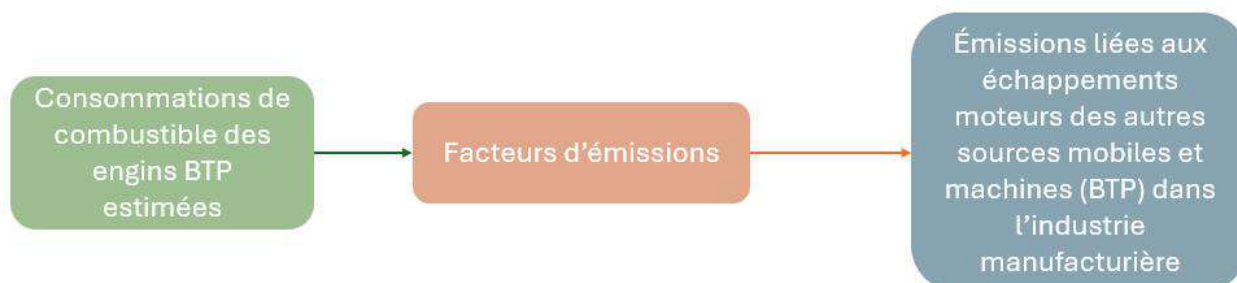 Consommations de
combustible des
engins BTP
estimées
Facteurs d'émissions
Émissions liées aux
échappements
moteurs des autres
sources mobiles et
machines (BTP) dans
l'industrie
manufacturière